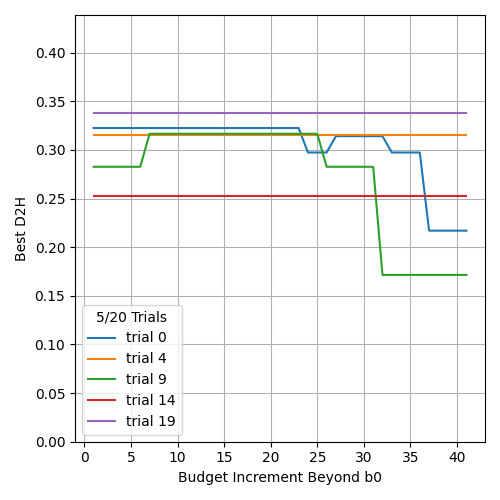 0.40
0.35
0.30
0.25
0.20
0.15
0.10
0.05
0.00
Best D2H
5/20 Trials
trial 0
trial 4
trial 9
trial 14
trial 19
0 5 10 15 20 25 30 35 40
Budget Increment Beyond b0